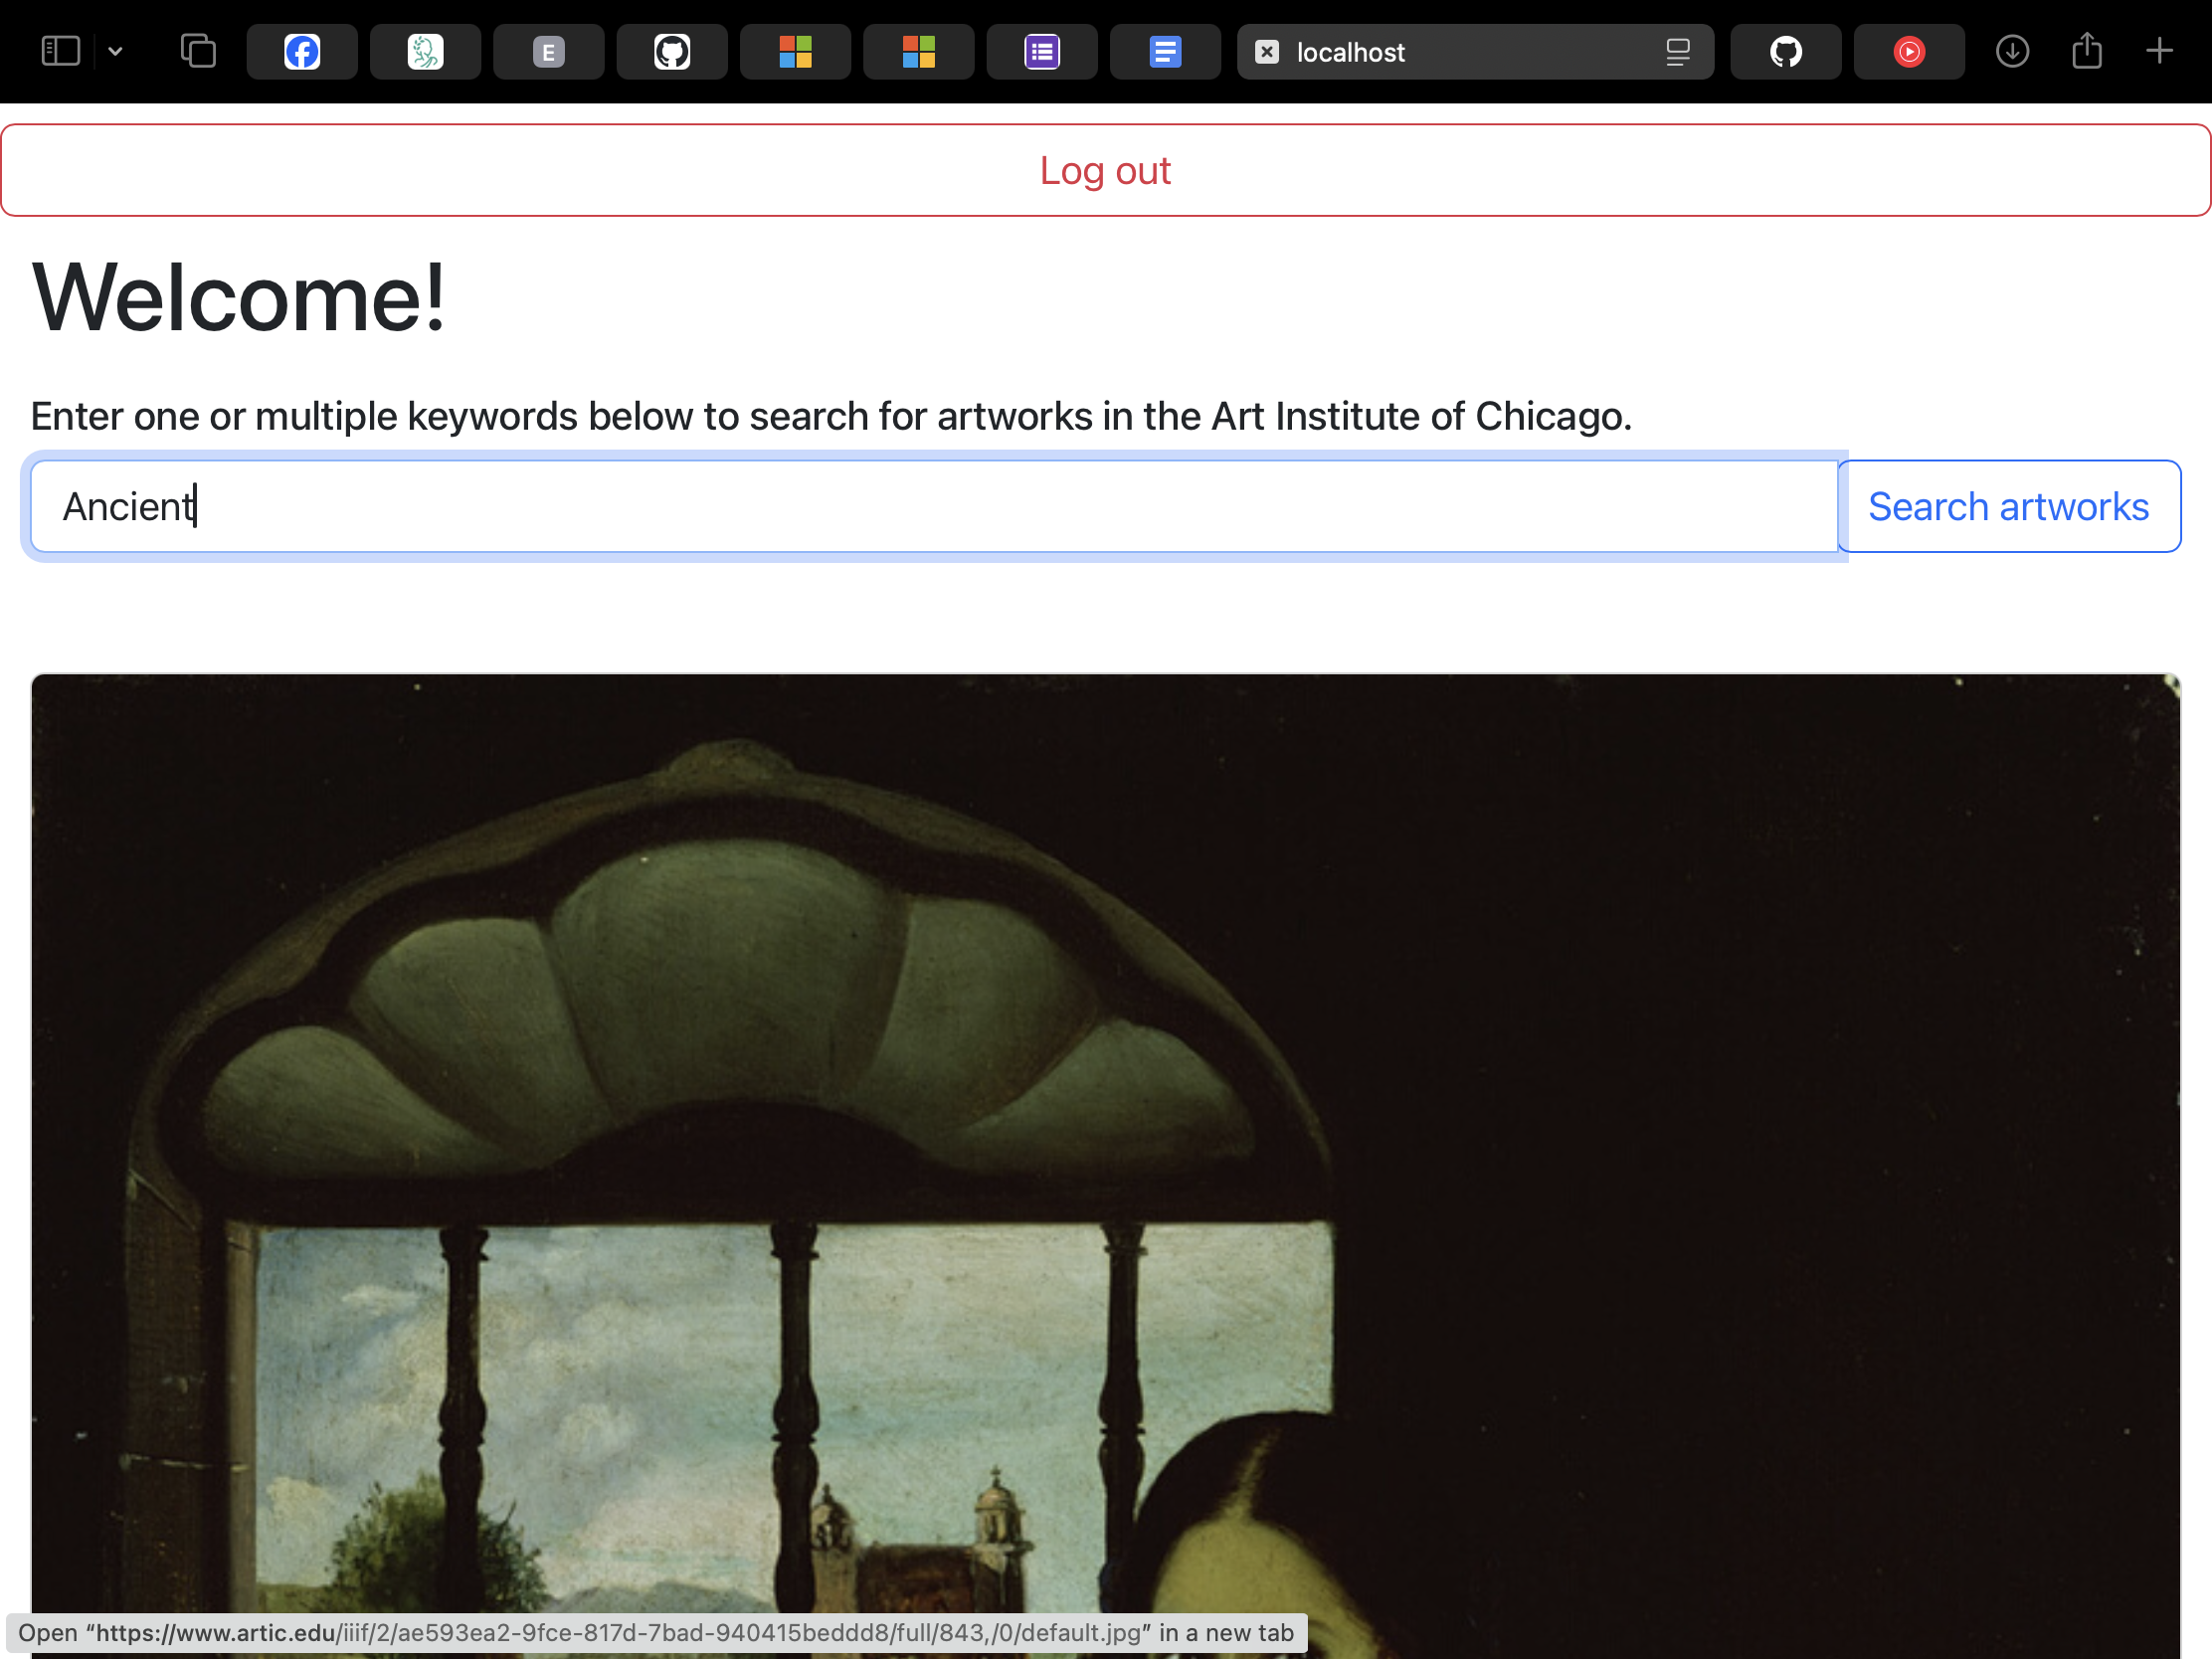 E
localhost
Log out
Welcome!
Enter one or multiple keywords below to search for artworks in the Art Institute of Chicago.
Ancient
Search artworks
Open “https://www.artic.edu/iiif/2/ae593ea2-9fce-817d-7bad-940415beddd8/full/843,/0/default.jpg” in a new tab